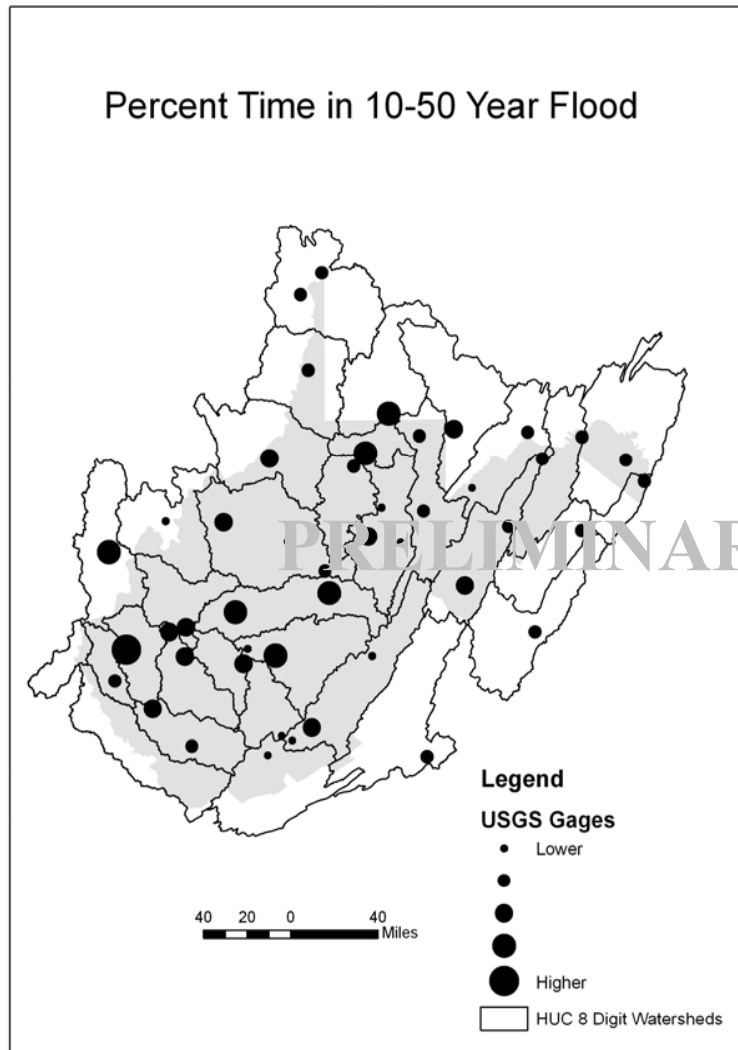 Percent Time in 10-50 Year Flood
PRELIMINAR
Legend
USGS Gages
Lower
Higher
HUC 8 Digit Watersheds
40 20 0 40
Miles